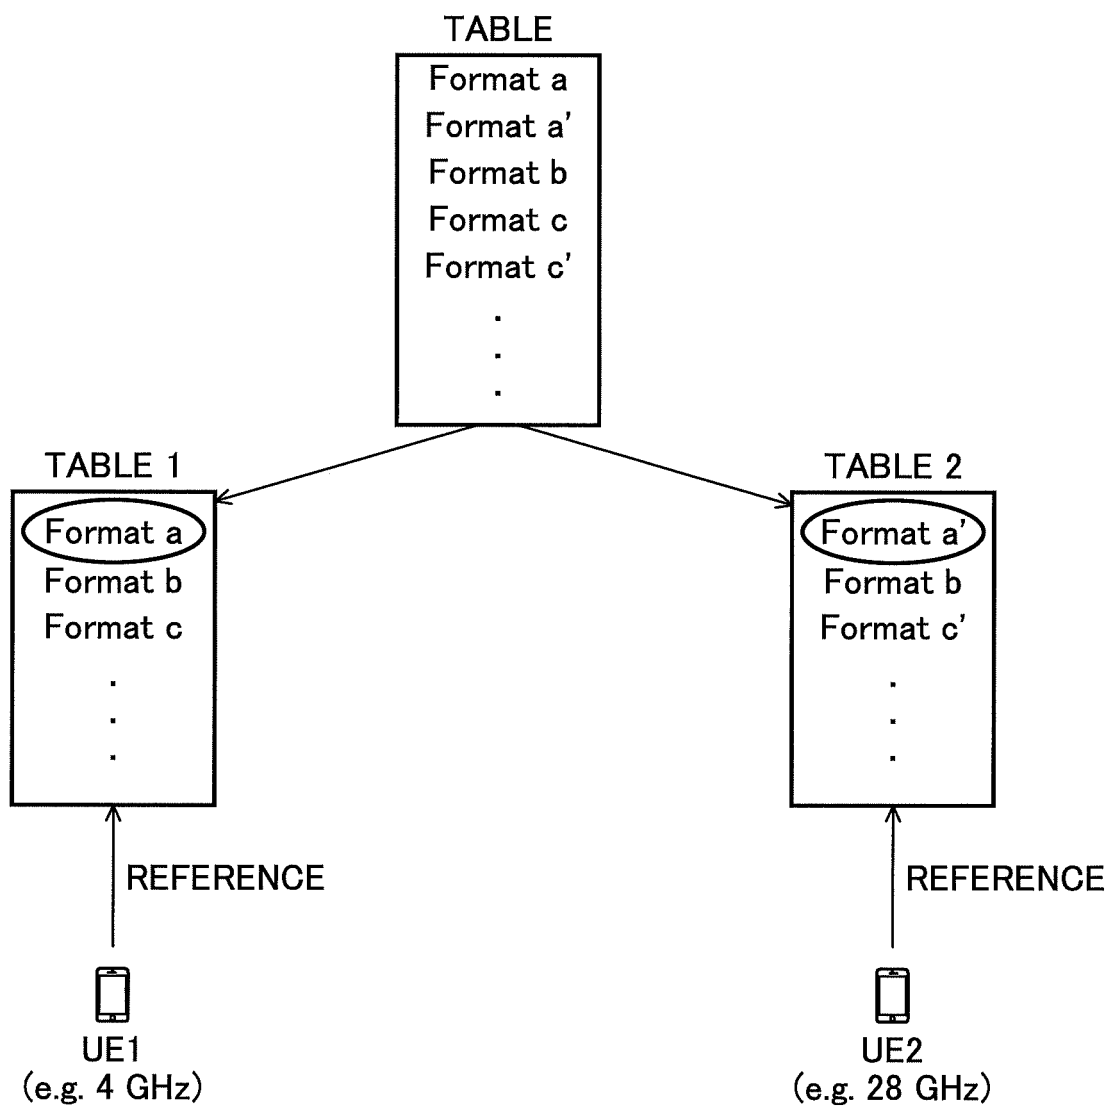 TABLE
Format a
Format a'
Format b
Format c
Format c'
.
.
.
TABLE 1
Format a
Format b
Format c
.
.
.
REFERENCE
UE1
(e.g. 4 GHz)
TABLE 2
Format a'
Format b
Format c'
.
.
.
REFERENCE
UE2
(e.g. 28 GHz)